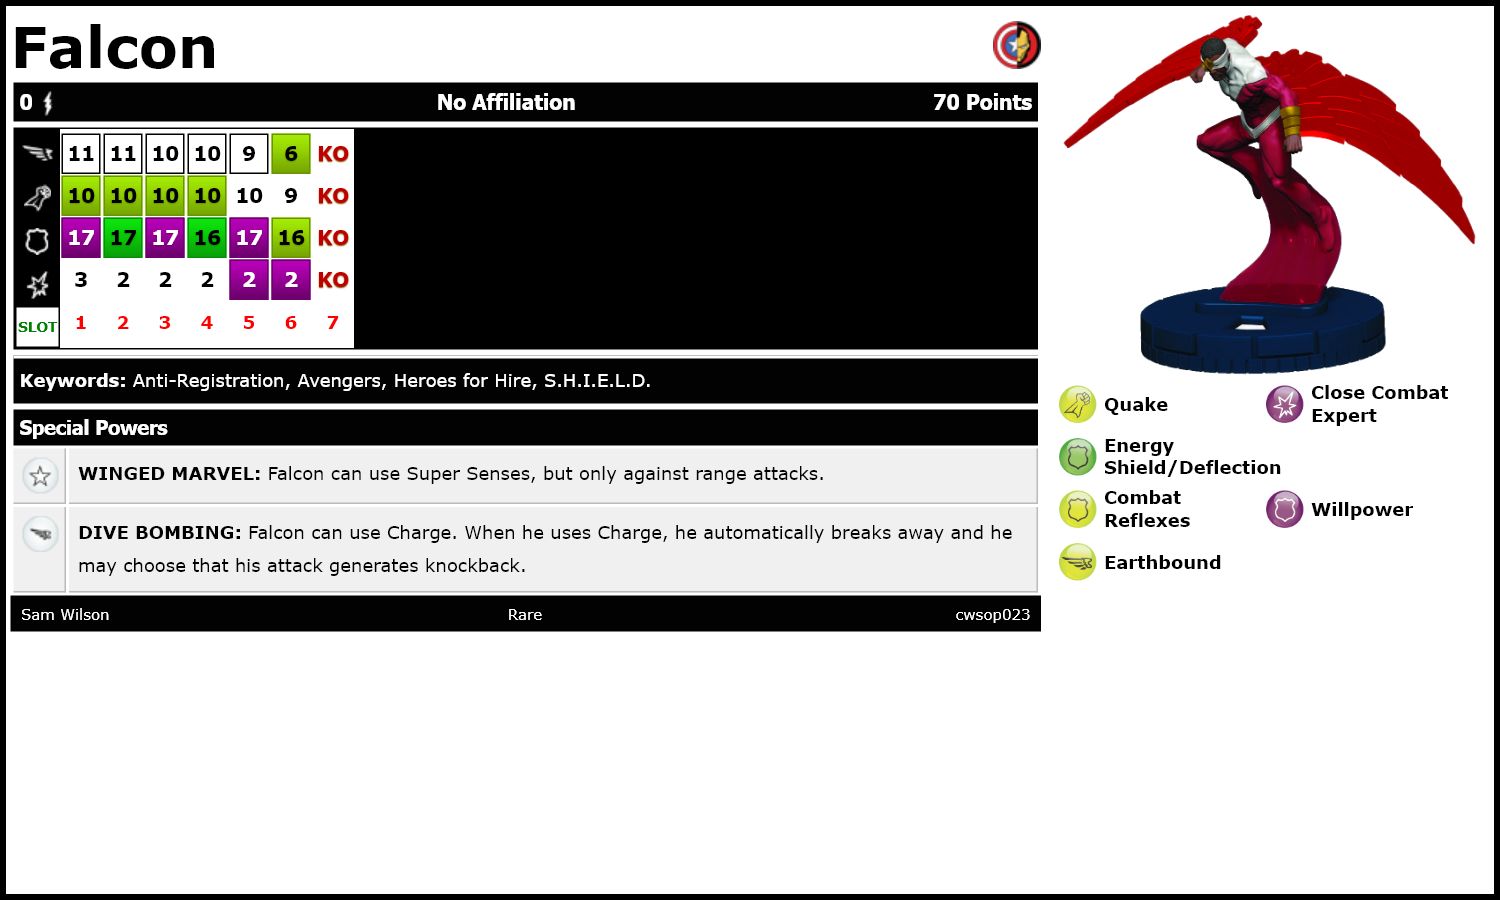 Falcon
0 No Affiliation 70 Points
11 11 10 10 9 6 KO
10 10 10 10 10 9 KO
17 17 17 16 17 16 KO
3 2 2 2 2 2 KO
SLOT 1 2 3 4 5 6 7
Keywords: Anti-Registration, Avengers, Heroes for Hire, S.H.I.E.L.D.
Special Powers
WINGED MARVEL: Falcon can use Super Senses, but only against range attacks.
DIVE BOMBING: Falcon can use Charge. When he uses Charge, he automatically breaks away and he
may choose that his attack generates knockback.
Sam Wilson Rare cwsop023
Quake
Close Combat
Expert
Energy
Shield/Deflection
Combat
Reflexes
Willpower
Earthbound